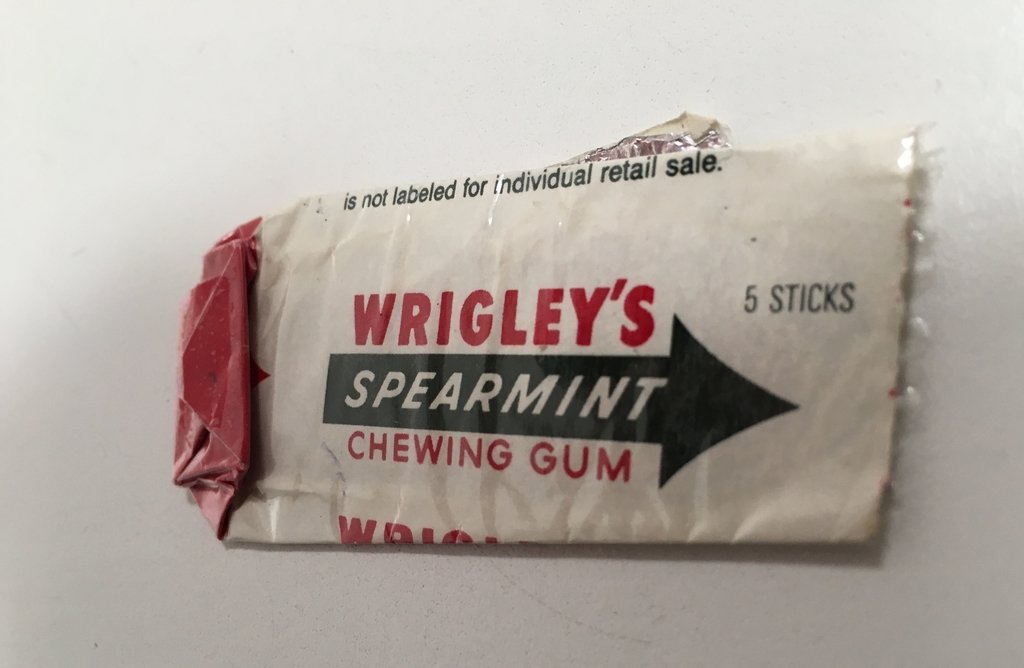 is not labeled for individual retail sale.
5 STICKS
WRIGLEY'S
SPEARMINT
CHEWING GUM